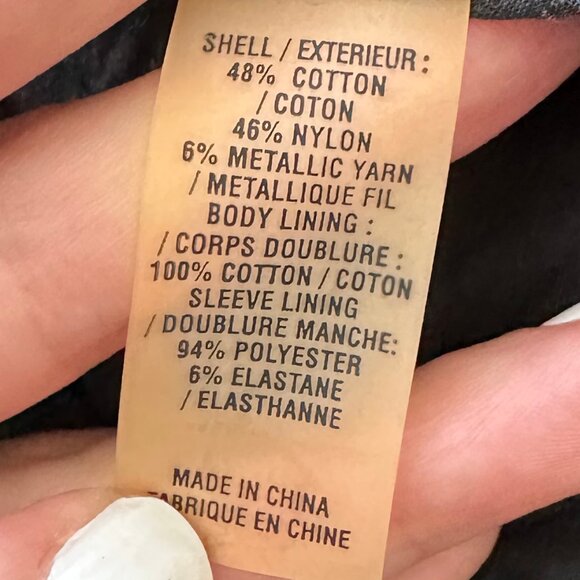 SHELL / EXTERIEUR :
48% COTTON
/ COTON
46% NYLON
6% METALLIC YARN
/ METALLIQUE FIL
BODY LINING :
/ CORPS DOUBLURE :
100% COTTON / COTON
SLEEVE LINING
/ DOUBLURE MANCHE:
94% POLYESTER
6% ELASTANE
/ ELASTHANNE
MADE IN CHINA
FABRIQUE EN CHINE